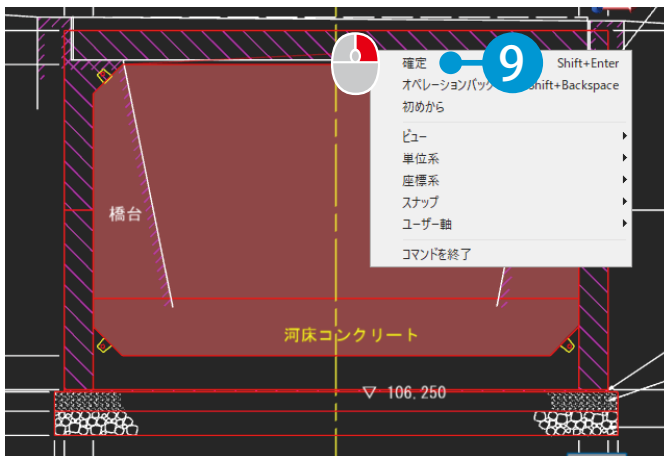 確定 Shift+Enter
9
オペレーションバック Shift+Backspace
初めから
ビュー
単位系
座標系
スナップ
ユーザー軸
コマンドを終了
橋台
河床コンクリート
▽ 106.250